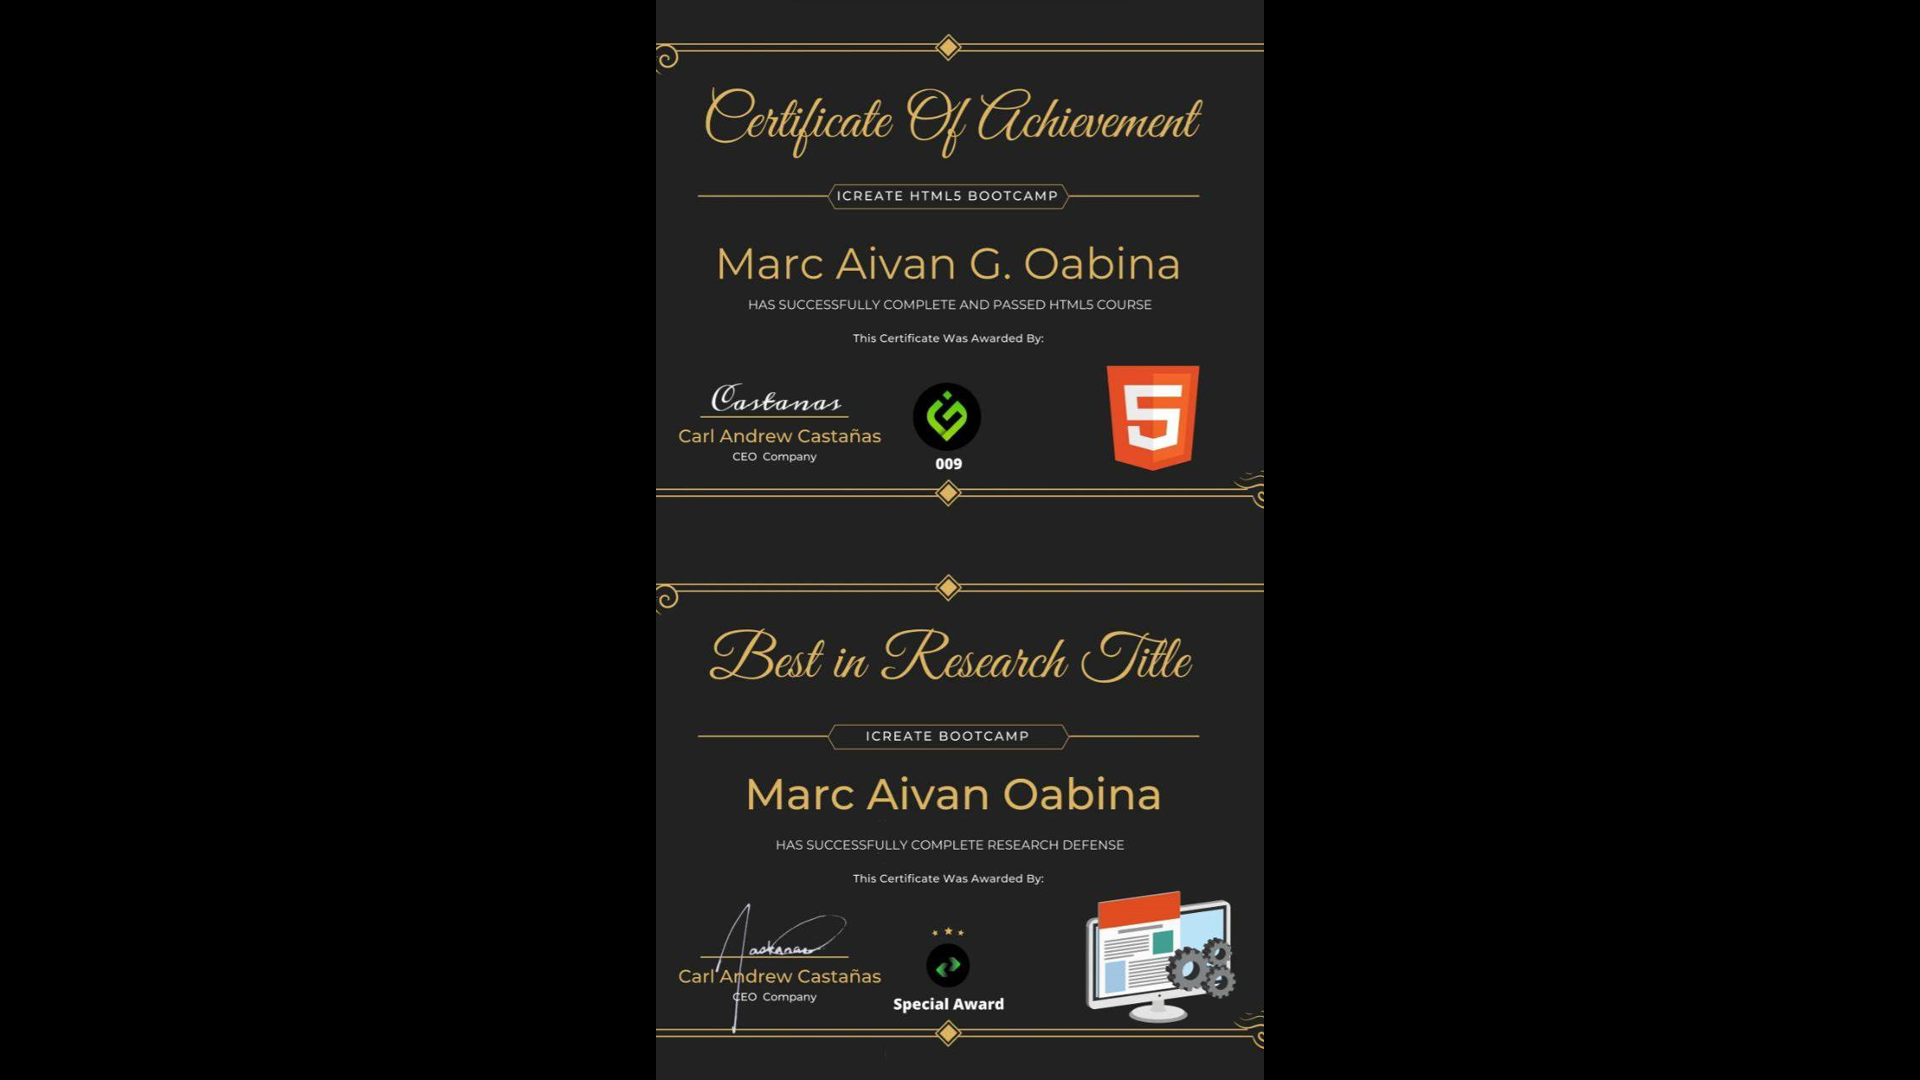 Certificate Of Achievement
ICREATE HTML5 BOOTCAMP
Marc Aivan G. Oabina
HAS SUCCESSFULLY COMPLETE AND PASSED HTML5 COURSE
This Certificate Was Awarded By:
Castanas
Carl Andrew Castañas
CEO Company
009
5
Best in Research Title
ICREATE BOOTCAMP
Marc Aivan Oabina
HAS SUCCESSFULLY COMPLETE RESEARCH DEFENSE
This Certificate Was Awarded By:
Carl Andrew Castañas
CEO Company
Special Award